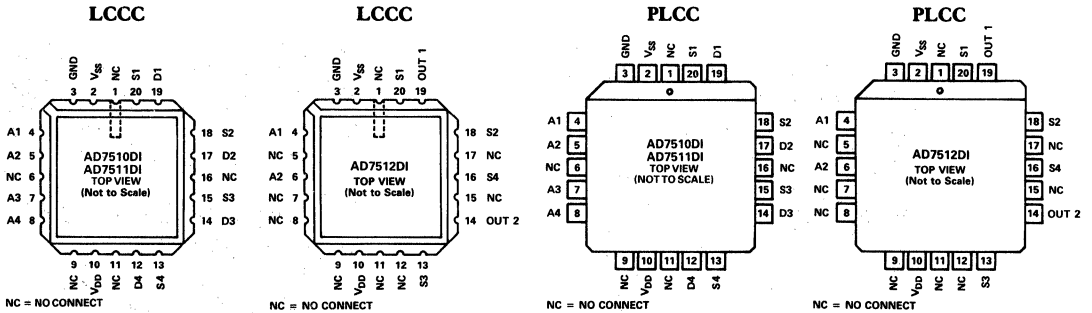 LCCC
GND VSS NC S1 D1
3 2 1 20 19
A1 4
A2 5
NC 6
A3 7
A4 8
AD7510DI
AD7511DI
TOP VIEW
(Not to Scale)
18 S2
17 D2
16 NC
15 S3
14 D3
9 10 11 12 13
NC VDD NC D4 S4
NC = NO CONNECT
LCCC
GND VSS NC S1 OUT 1
3 2 1 20 19
A1 4
NC 5
A2 6
NC 7
NC 8
AD7512DI
TOP VIEW
(Not to Scale)
18 S2
17 NC
16 S4
15 NC
14 OUT 2
9 10 11 12 13
NC VDD NC NC S3
NC = NO CONNECT
PLCC
GND VSS NC S1 D1
3 2 1 20 19
A1 4
A2 5
NC 6
A3 7
A4 8
AD7510DI
AD7511DI
TOP VIEW
(NOT TO SCALE)
18 S2
17 D2
16 NC
15 S3
14 D3
9 10 11 12 13
NC VDD NC D4 S4
NC = NO CONNECT
PLCC
GND VSS NC S1 OUT 1
3 2 1 20 19
A1 4
NC 5
A2 6
NC 7
NC 8
AD7512DI
TOP VIEW
(Not to Scale)
18 S2
17 NC
16 S4
15 NC
14 OUT 2
9 10 11 12 13
NC VDD NC NC S3
NC = NO CONNECT